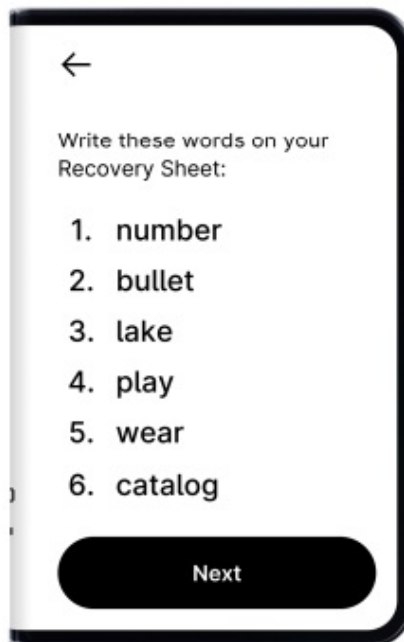 Write these words on your
Recovery Sheet:
1. number
2. bullet
3. lake
4. play
5. wear
6. catalog
Next